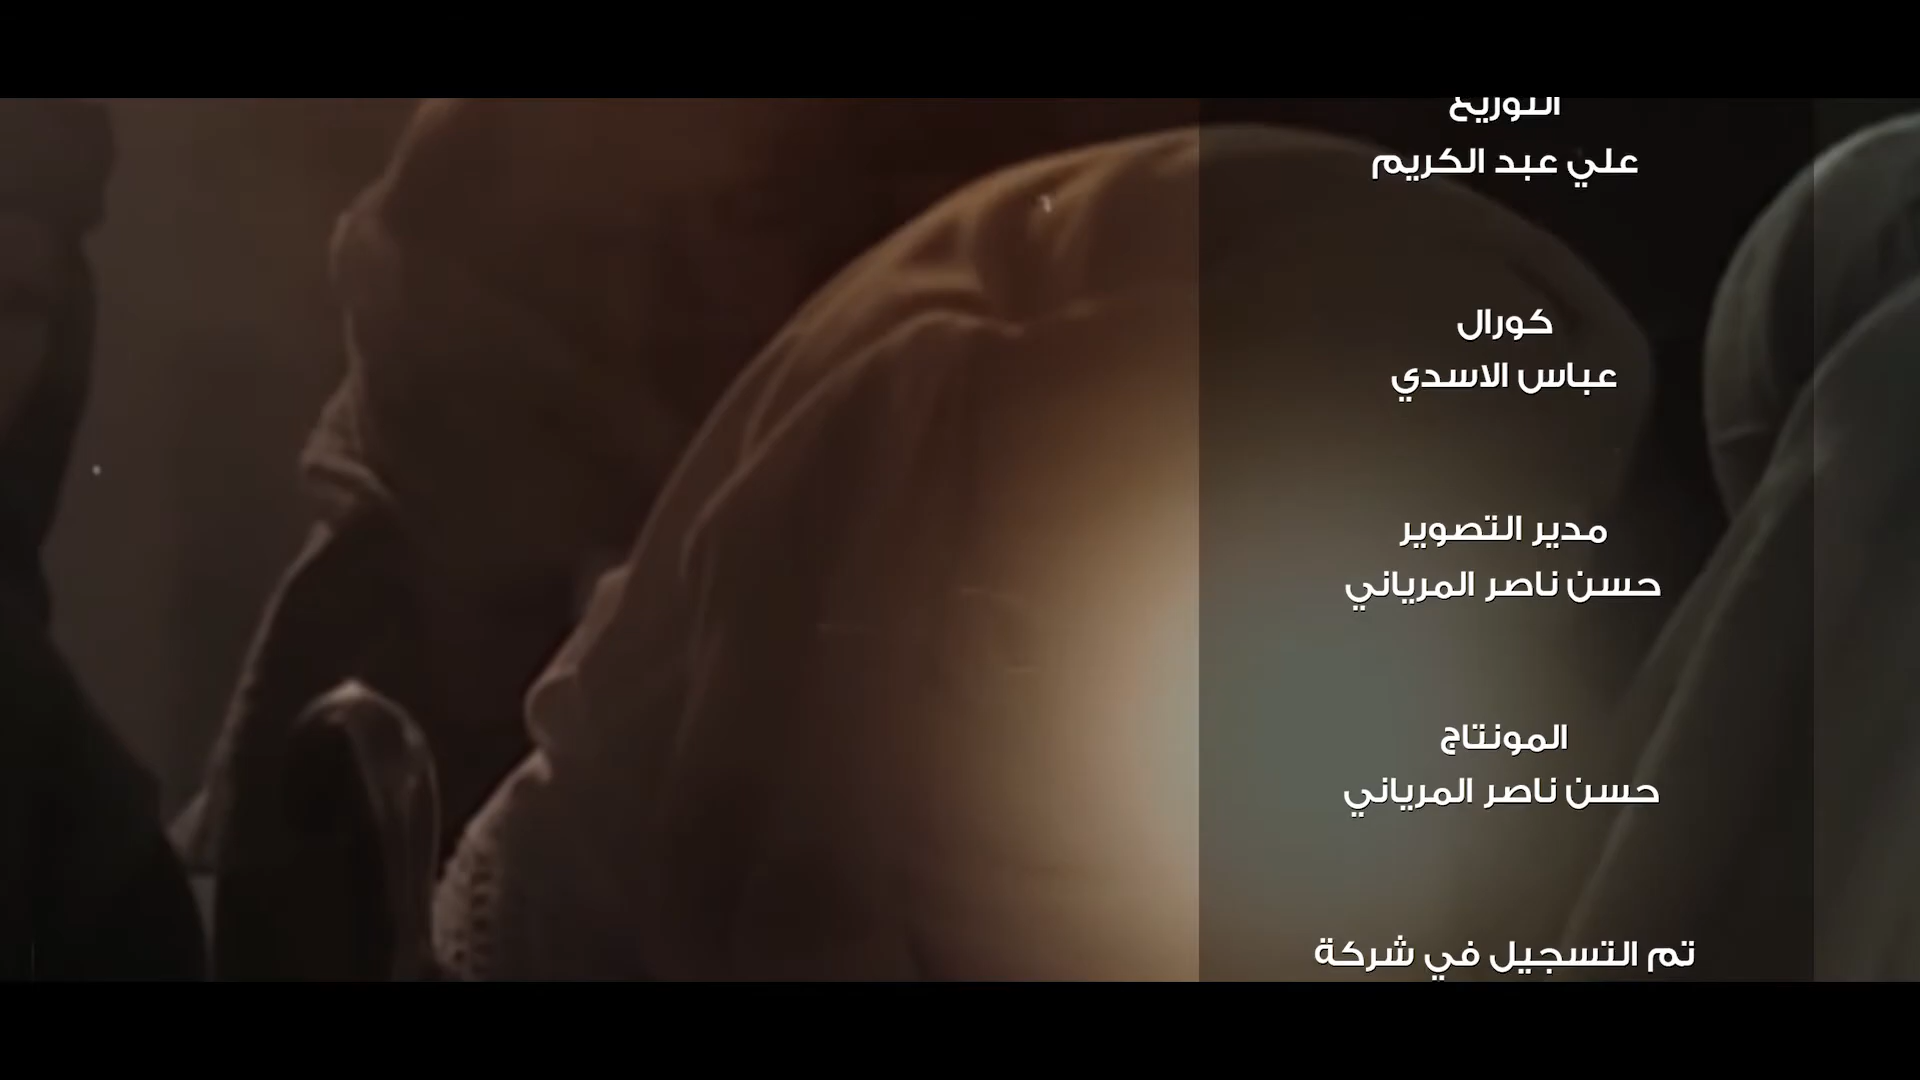 التوزيع
علي عبد الكريم
كورال
عباس الاسدي
مدير التصوير
حسن ناصر المرياني
المونتاج
حسن ناصر المرياني
تم التسجيل في شركة